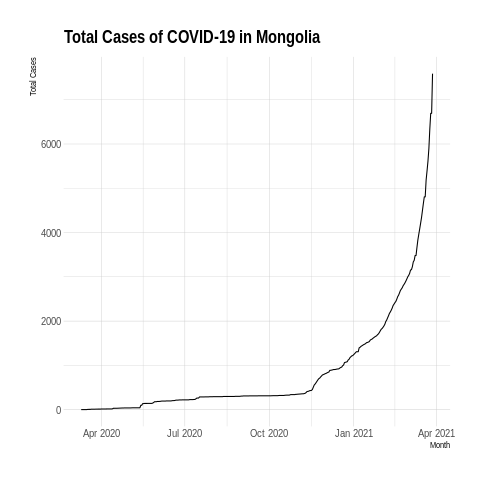 Total Cases of COVID-19 in Mongolia
Total Cases
6000
4000
2000
0
Apr 2020 Jul 2020 Oct 2020 Jan 2021 Apr 2021
Month